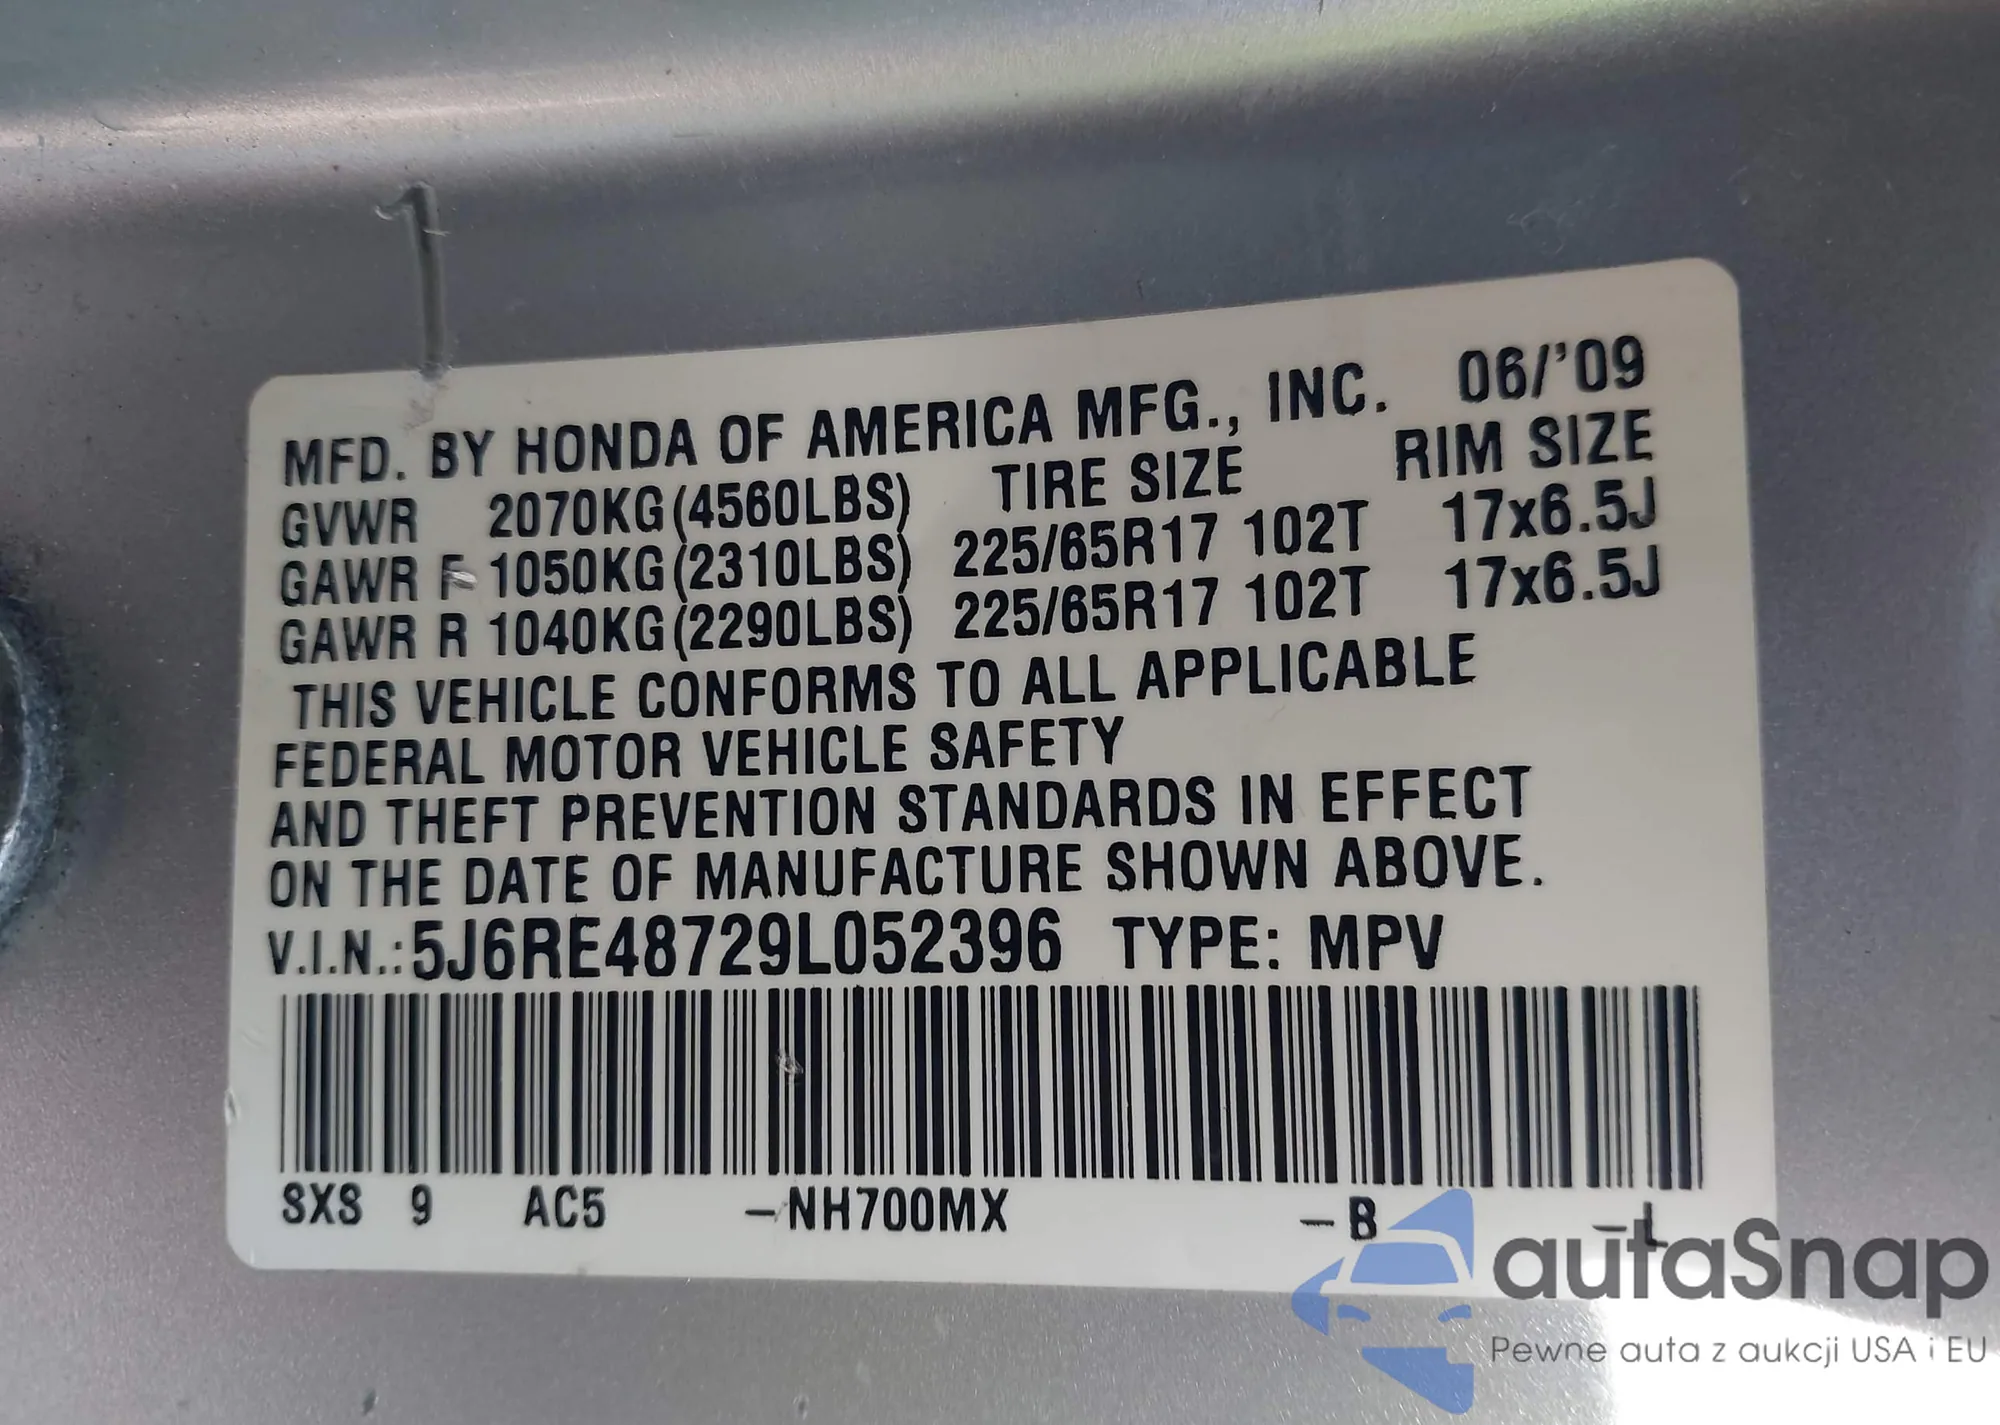 MFD. BY HONDA OF AMERICA MFG., INC. 06/'09
GVWR 2070KG(4560LBS) TIRE SIZE RIM SIZE
GAWR F 1050KG(2310LBS) 225/65R17 102T 17x6.5J
GAWR R 1040KG(2290LBS) 225/65R17 102T 17x6.5J
THIS VEHICLE CONFORMS TO ALL APPLICABLE
FEDERAL MOTOR VEHICLE SAFETY
AND THEFT PREVENTION STANDARDS IN EFFECT
ON THE DATE OF MANUFACTURE SHOWN ABOVE.
V.I.N.:5J6RE48729L052396 TYPE: MPV
SXS 9 AC5 -NH700MX -B -L
autaSnap
Pewne auta z aukcji USA i EU